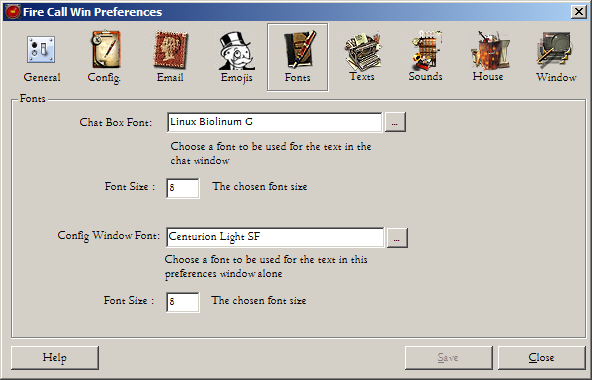 Fire Call Win Preferences
General Config. Email Emojis Fonts Texts Sounds House Window
Fonts
Chat Box Font: Linux Biolinum G ...
Choose a font to be used for the text in the
chat window
Font Size : 8 The chosen font size
Config Window Font: Centurion Light SF ...
Choose a font to be used for the text in this
preferences window alone
Font Size : 8 The chosen font size
Help Save Close